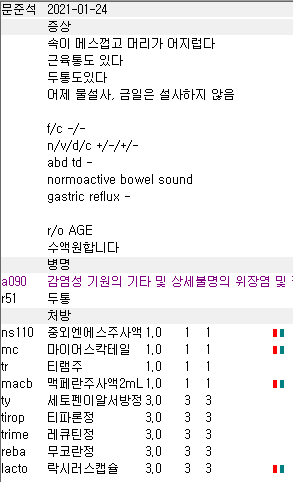 문준석 2021-01-24
증상
속이 메스껍고 머리가 어지럽다
근육통도 있다
두통도있다
어제 물설사, 금일은 설사하지 않음
f/c -/-
n/v/d/c +/-/+/-
abd td -
normoactive bowel sound
gastric reflux -
r/o AGE
수액원합니다
병명
a090 감염성 기원의 기타 및 상세불명의 위장염 및
r51 두통
처방
ns110 중외엔에스주사액 1.0 1 1
mc 마이어스칵테일 1.0 1 1
tr 티램주 1.0 1 1
macb 맥페란주사액2mL 1.0 1 1
ty 세토펜이알서방정 3.0 3 3
tirop 티파론정 3.0 3 3
trime 레큐틴정 3.0 3 3
reba 무코란정 3.0 3 3
lacto 락시러스캡슐 3.0 3 3